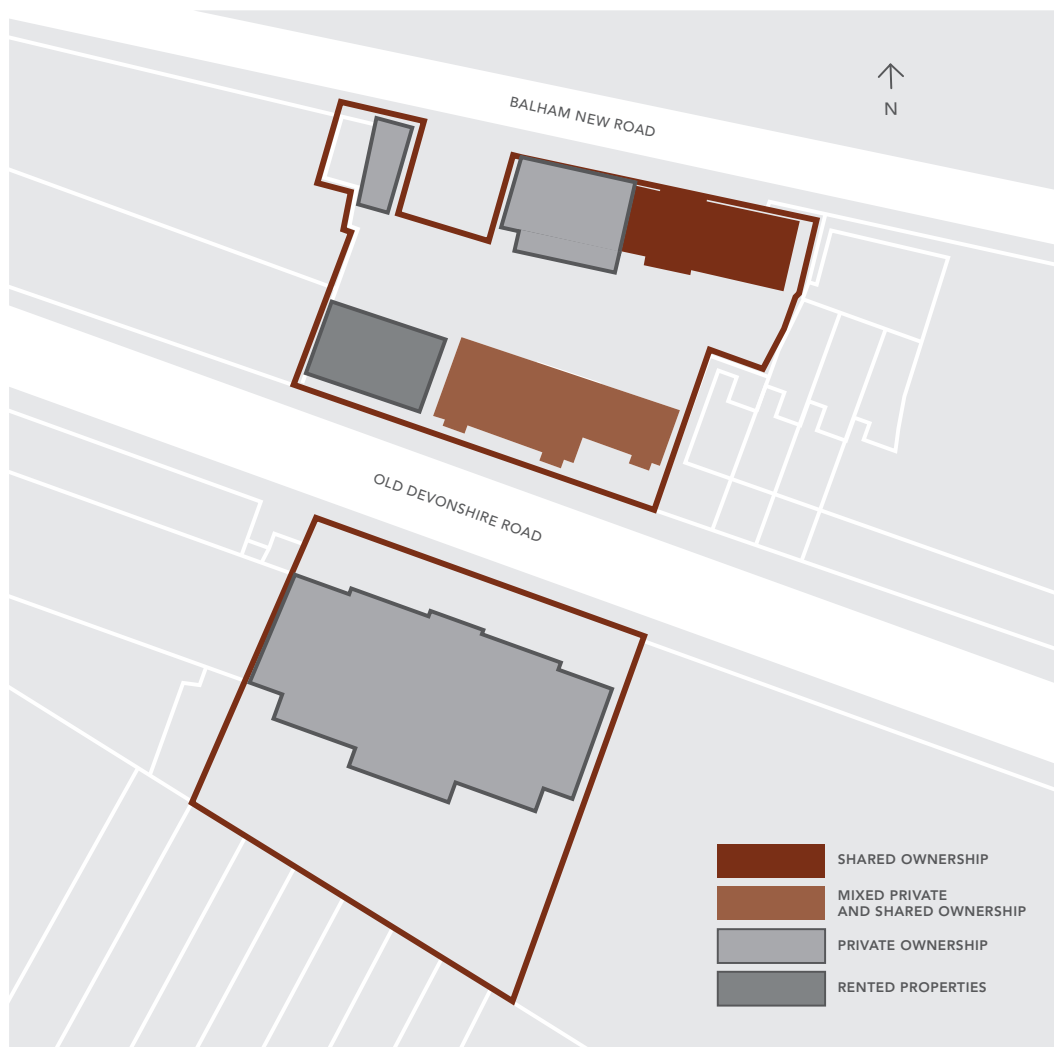 BALHAM NEW ROAD
N
OLD DEVONSHIRE ROAD
SHARED OWNERSHIP
MIXED PRIVATE
AND SHARED OWNERSHIP
PRIVATE OWNERSHIP
RENTED PROPERTIES